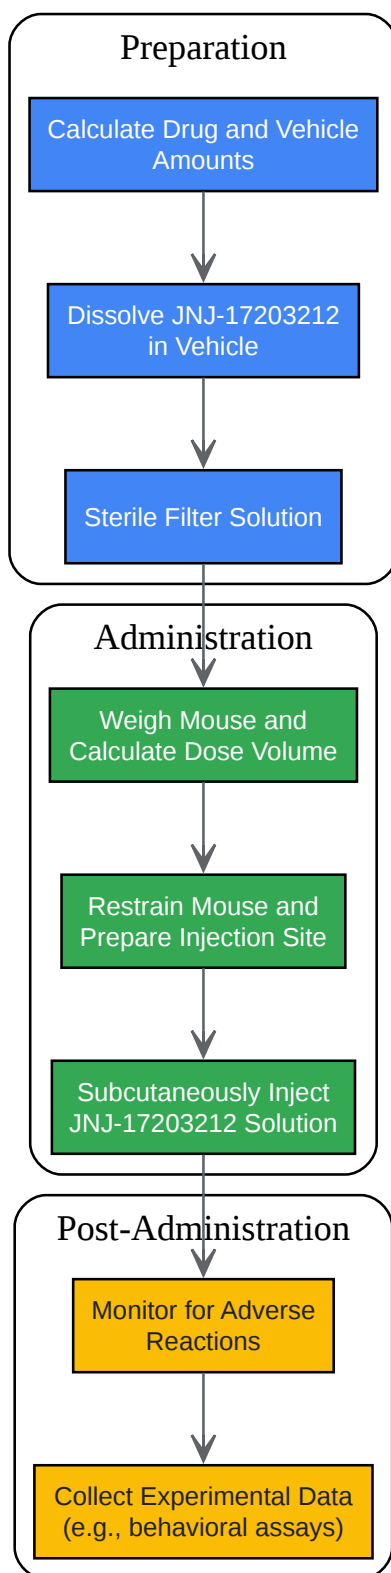 Preparation
Calculate Drug and Vehicle
Amounts
Dissolve JNJ-17203212
in Vehicle
Sterile Filter Solution
Administration
Weigh Mouse and
Calculate Dose Volume
Restrain Mouse and
Prepare Injection Site
Subcutaneously Inject
JNJ-17203212 Solution
Post-Administration
Monitor for Adverse
Reactions
Collect Experimental Data
(e.g., behavioral assays)